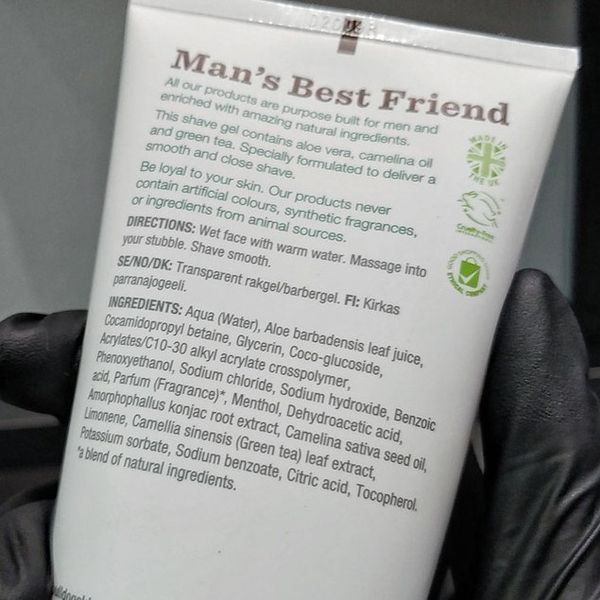 Man's Best Friend
All our products are purpose built for men and
enriched with amazing natural ingredients.
This shave gel contains aloe vera, camelina oil
and green tea. Specially formulated to deliver a
smooth and close shave.
Be loyal to your skin. Our products never
contain artificial colours, synthetic fragrances,
or ingredients from animal sources.
DIRECTIONS: Wet face with warm water. Massage into
your stubble. Shave smooth.
SE/NO/DK: Transparent rakgel/barbergel. FI: Kirkas
parranajogeeli.
INGREDIENTS: Aqua (Water), Aloe barbadensis leaf juice,
Cocamidopropyl betaine, Glycerin, Coco-glucoside,
Acrylates/C10-30 alkyl acrylate crosspolymer,
Phenoxyethanol, Sodium chloride, Sodium hydroxide, Benzoic
acid, Parfum (Fragrance)*, Menthol, Dehydroacetic acid,
Amorphophallus konjac root extract, Camelina sativa seed oil,
Limonene, Camellia sinensis (Green tea) leaf extract,
Potassium sorbate, Sodium benzoate, Citric acid, Tocopherol.
*a blend of natural ingredients.
MADE IN
THE UK
Cruelty-Free